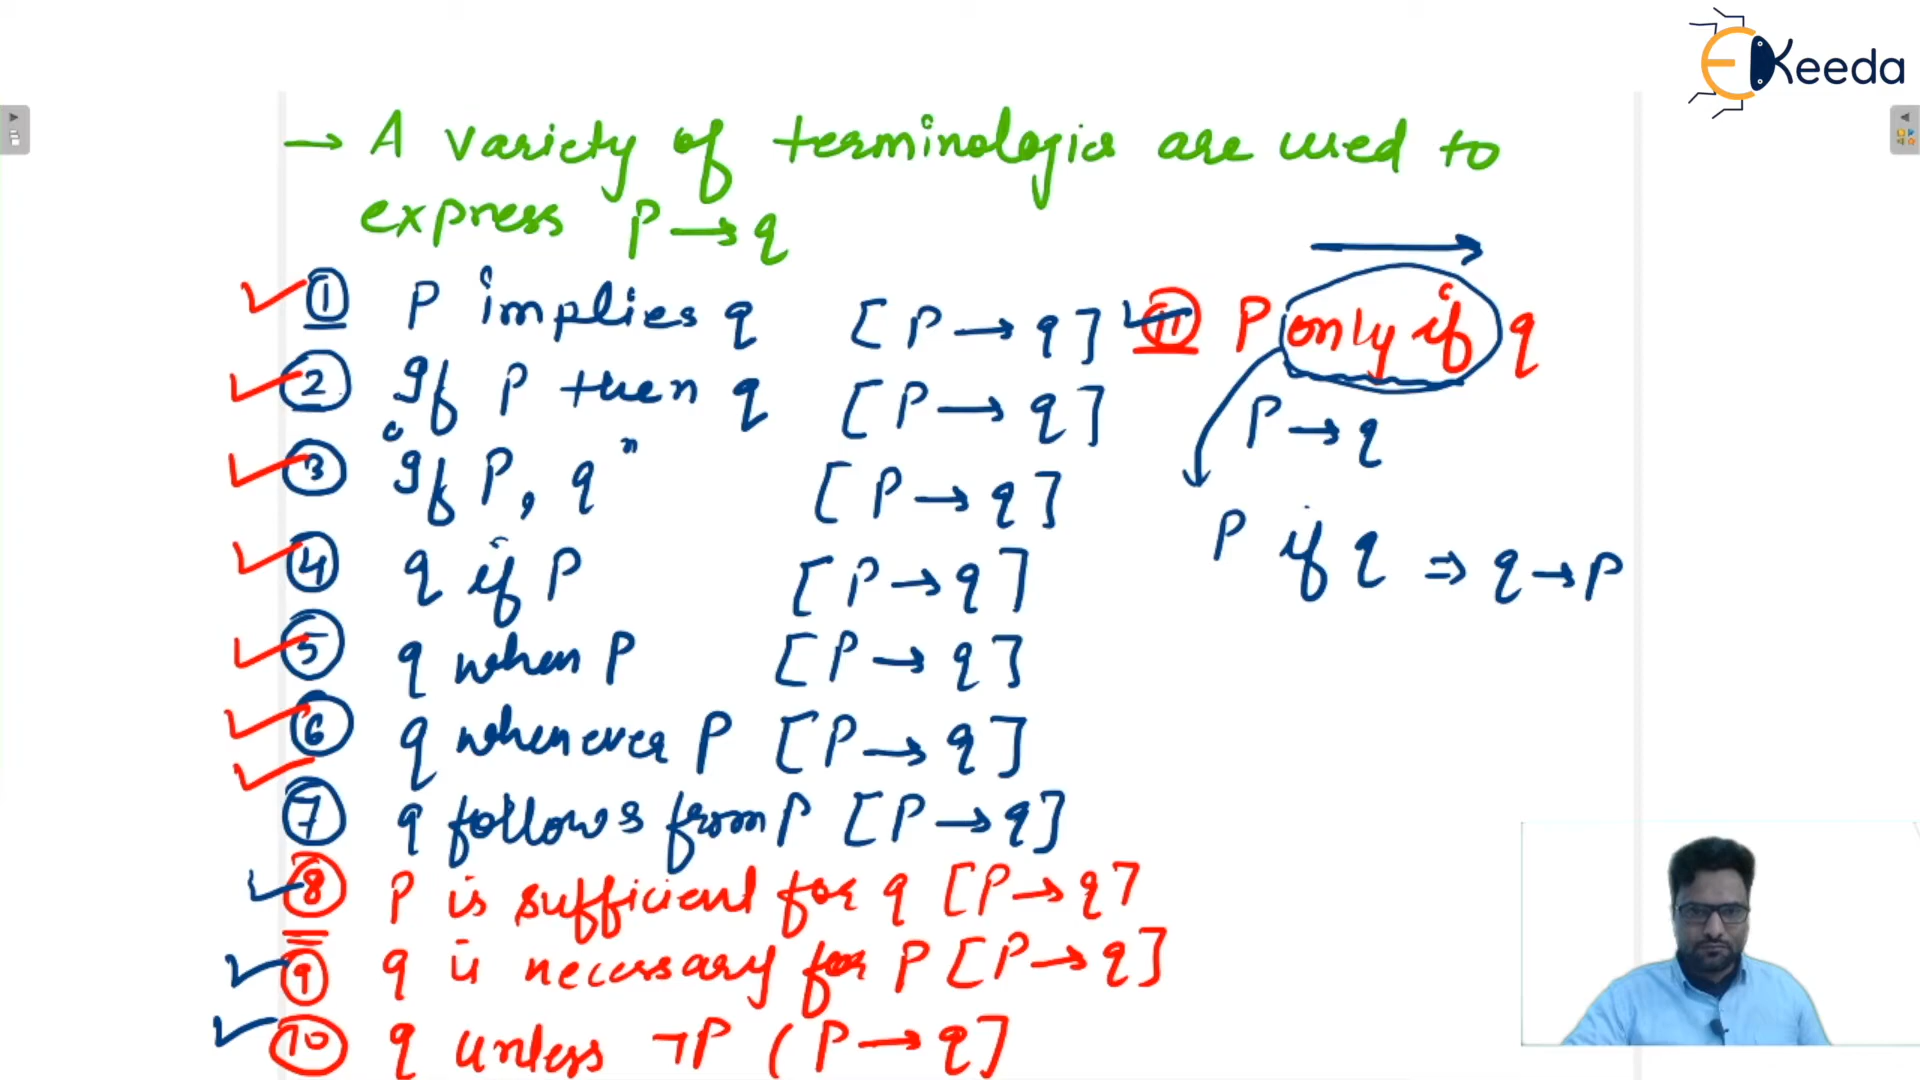 EKeeda
→ A variety of terminologies are used to
express P → q
① P implies q [P → q]
② If P then q [P → q]
③ "If P, q" [P → q]
④ q if P [P → q]
⑤ q when P [P → q]
⑥ q whenever P [P → q]
⑦ q follows from P [P → q]
⑧ P is sufficient for q [P → q]
⑨ q is necessary for P [P → q]
⑩ q unless ¬P (P → q]
⑪ P only if q
P → q
P if q ⇒ q → P